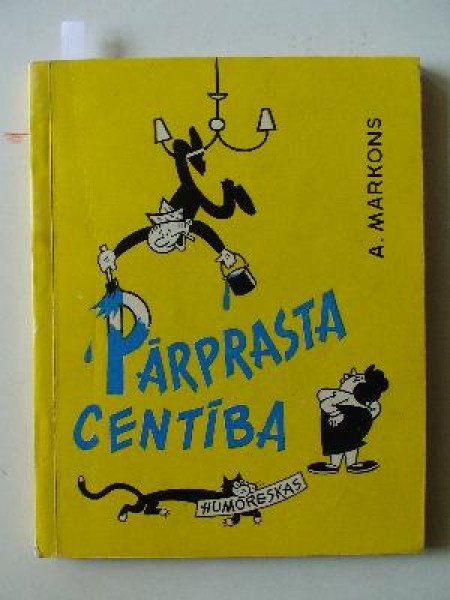 A. MARKONS
PĀRPRASTA
CENTĪBA
HUMORESKAS